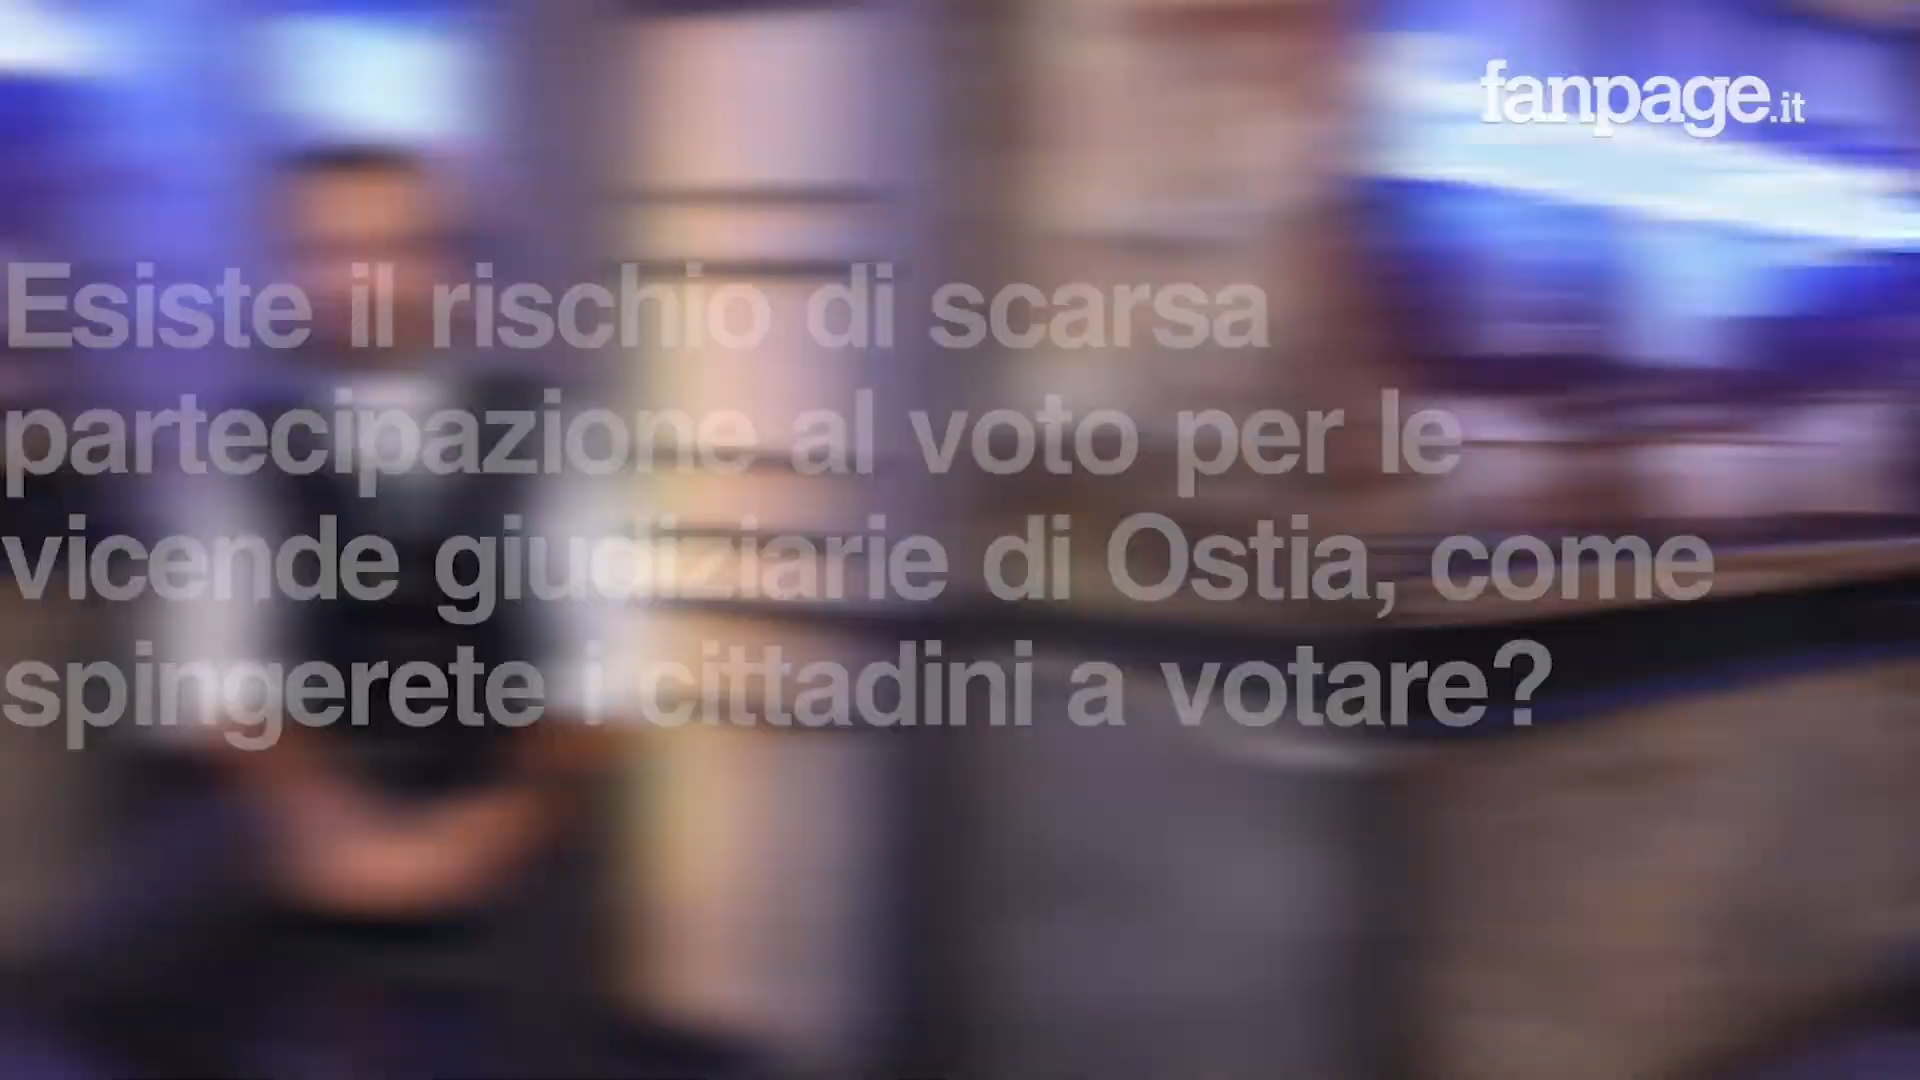 fanpage.it
Esiste il rischio di scarsa
partecipazione al voto per le
vicende giudiziarie di Ostia, come
spingerete i cittadini a votare?